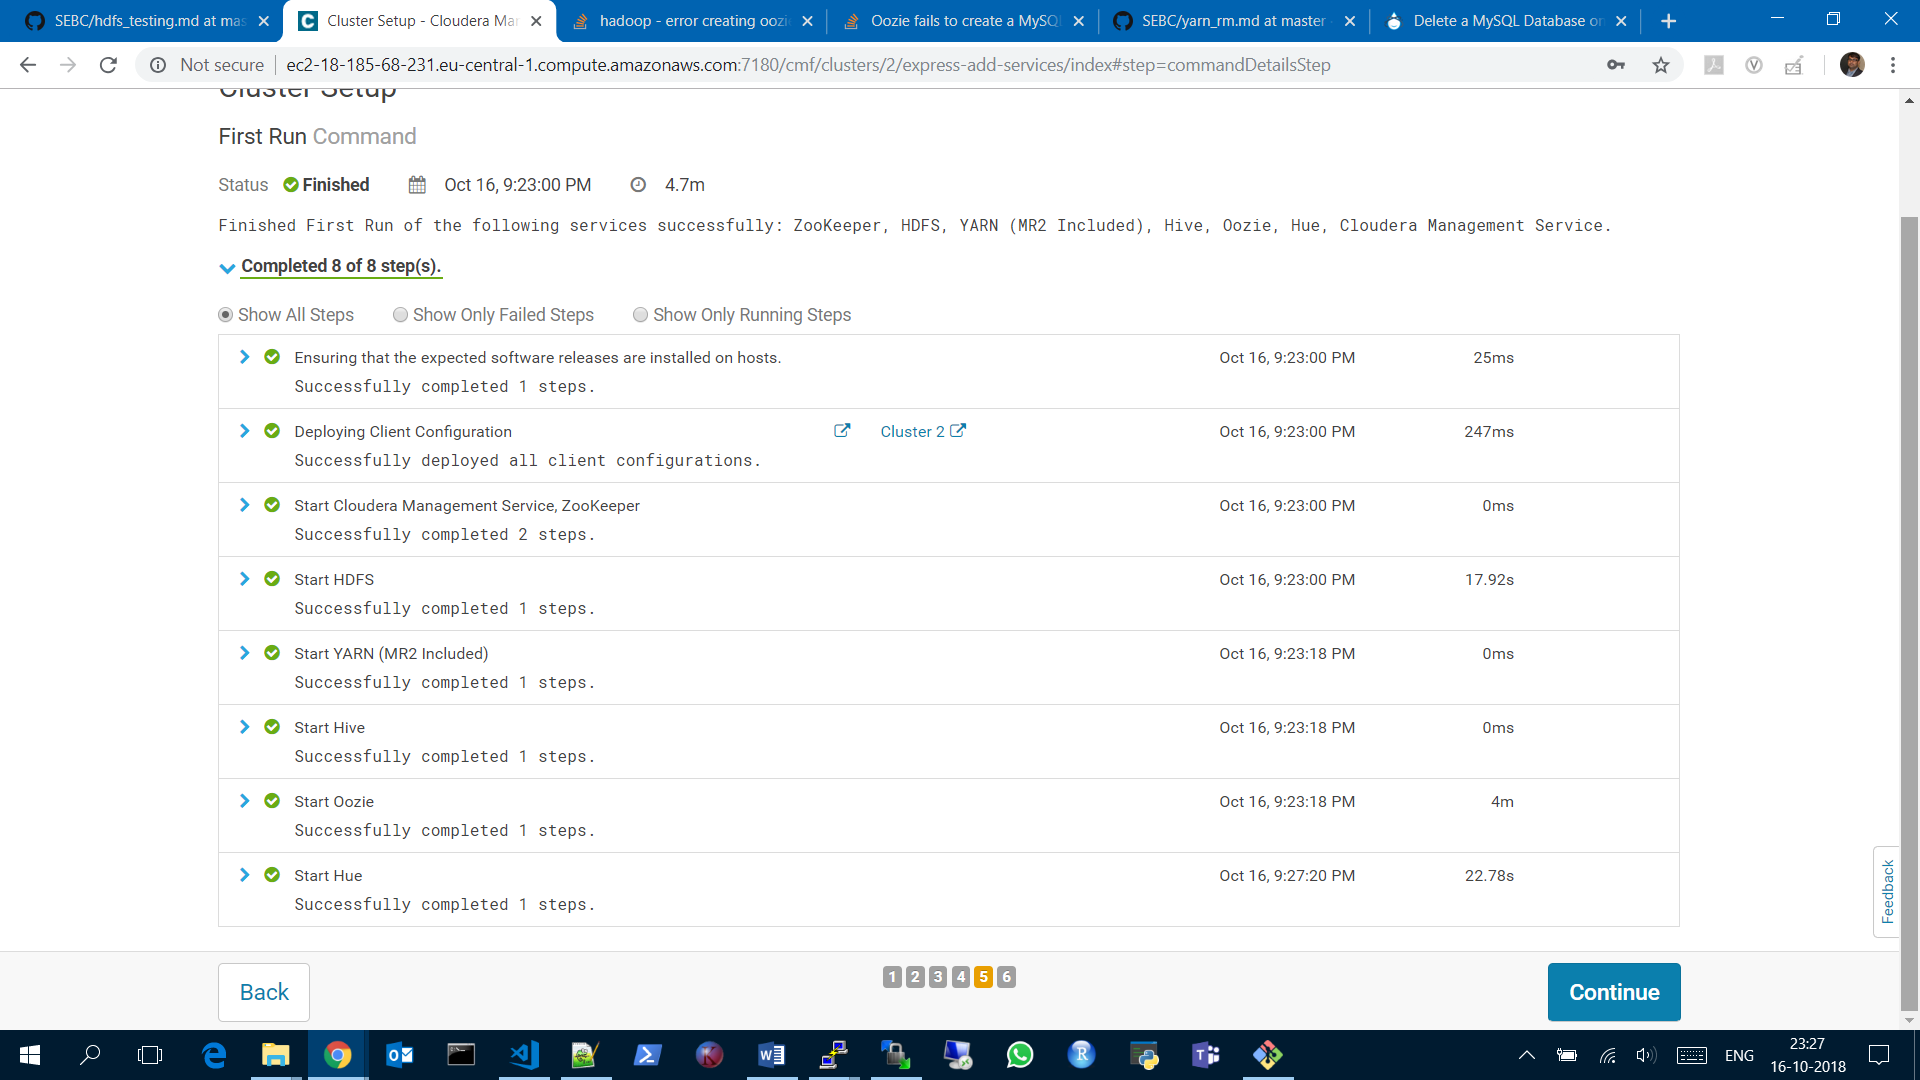 SEBC/hdfs_testing.md at mas
Cluster Setup - Cloudera Man
hadoop - error creating oozi
Oozie fails to create a MySQL
SEBC/yarn_rm.md at master
Delete a MySQL Database on
Not secure ec2-18-185-68-231.eu-central-1.compute.amazonaws.com:7180/cmf/clusters/2/express-add-services/index#step=commandDetailsStep
Cluster Setup
First Run Command
Status Finished Oct 16, 9:23:00 PM 4.7m
Finished First Run of the following services successfully: ZooKeeper, HDFS, YARN (MR2 Included), Hive, Oozie, Hue, Cloudera Management Service.
Completed 8 of 8 step(s).
Show All Steps Show Only Failed Steps Show Only Running Steps
Ensuring that the expected software releases are installed on hosts. Oct 16, 9:23:00 PM 25ms
Successfully completed 1 steps.
Deploying Client Configuration Cluster 2 Oct 16, 9:23:00 PM 247ms
Successfully deployed all client configurations.
Start Cloudera Management Service, ZooKeeper Oct 16, 9:23:00 PM 0ms
Successfully completed 2 steps.
Start HDFS Oct 16, 9:23:00 PM 17.92s
Successfully completed 1 steps.
Start YARN (MR2 Included) Oct 16, 9:23:18 PM 0ms
Successfully completed 1 steps.
Start Hive Oct 16, 9:23:18 PM 0ms
Successfully completed 1 steps.
Start Oozie Oct 16, 9:23:18 PM 4m
Successfully completed 1 steps.
Start Hue Oct 16, 9:27:20 PM 22.78s
Successfully completed 1 steps.
Feedback
Back 1 2 3 4 5 6 Continue
ENG
23:27
16-10-2018